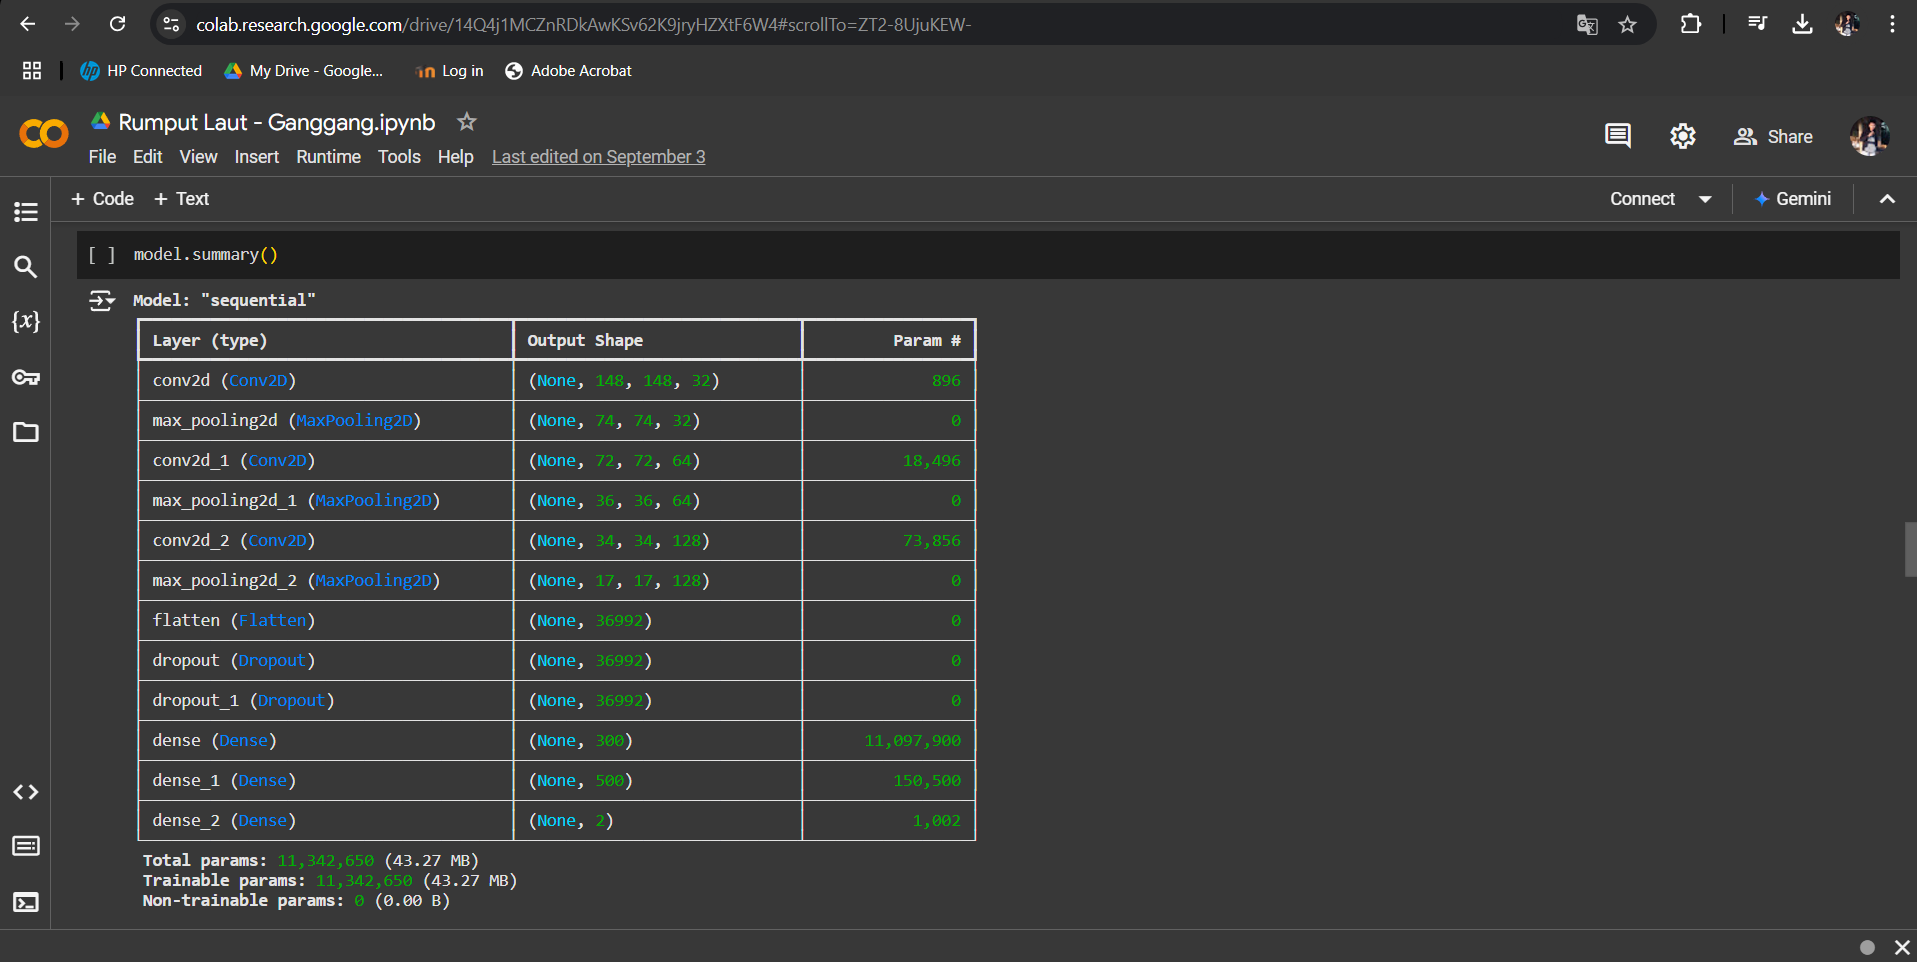 colab.research.google.com/drive/14Q4j1MCZnRDkAwKSv62K9jryHZXtF6W4#scrollTo=ZT2-8UjuKEW-
HP Connected My Drive - Google... Log in Adobe Acrobat
Rumput Laut - Ganggang.ipynb
File Edit View Insert Runtime Tools Help Last edited on September 3
Share
+ Code + Text
Connect Gemini
[ ] model.summary()
Model: "sequential"
Layer (type) Output Shape Param #
conv2d (Conv2D) (None, 148, 148, 32) 896
max_pooling2d (MaxPooling2D) (None, 74, 74, 32) 0
conv2d_1 (Conv2D) (None, 72, 72, 64) 18,496
max_pooling2d_1 (MaxPooling2D) (None, 36, 36, 64) 0
conv2d_2 (Conv2D) (None, 34, 34, 128) 73,856
max_pooling2d_2 (MaxPooling2D) (None, 17, 17, 128) 0
flatten (Flatten) (None, 36992) 0
dropout (Dropout) (None, 36992) 0
dropout_1 (Dropout) (None, 36992) 0
dense (Dense) (None, 300) 11,097,900
dense_1 (Dense) (None, 500) 150,500
dense_2 (Dense) (None, 2) 1,002
Total params: 11,342,650 (43.27 MB)
Trainable params: 11,342,650 (43.27 MB)
Non-trainable params: 0 (0.00 B)